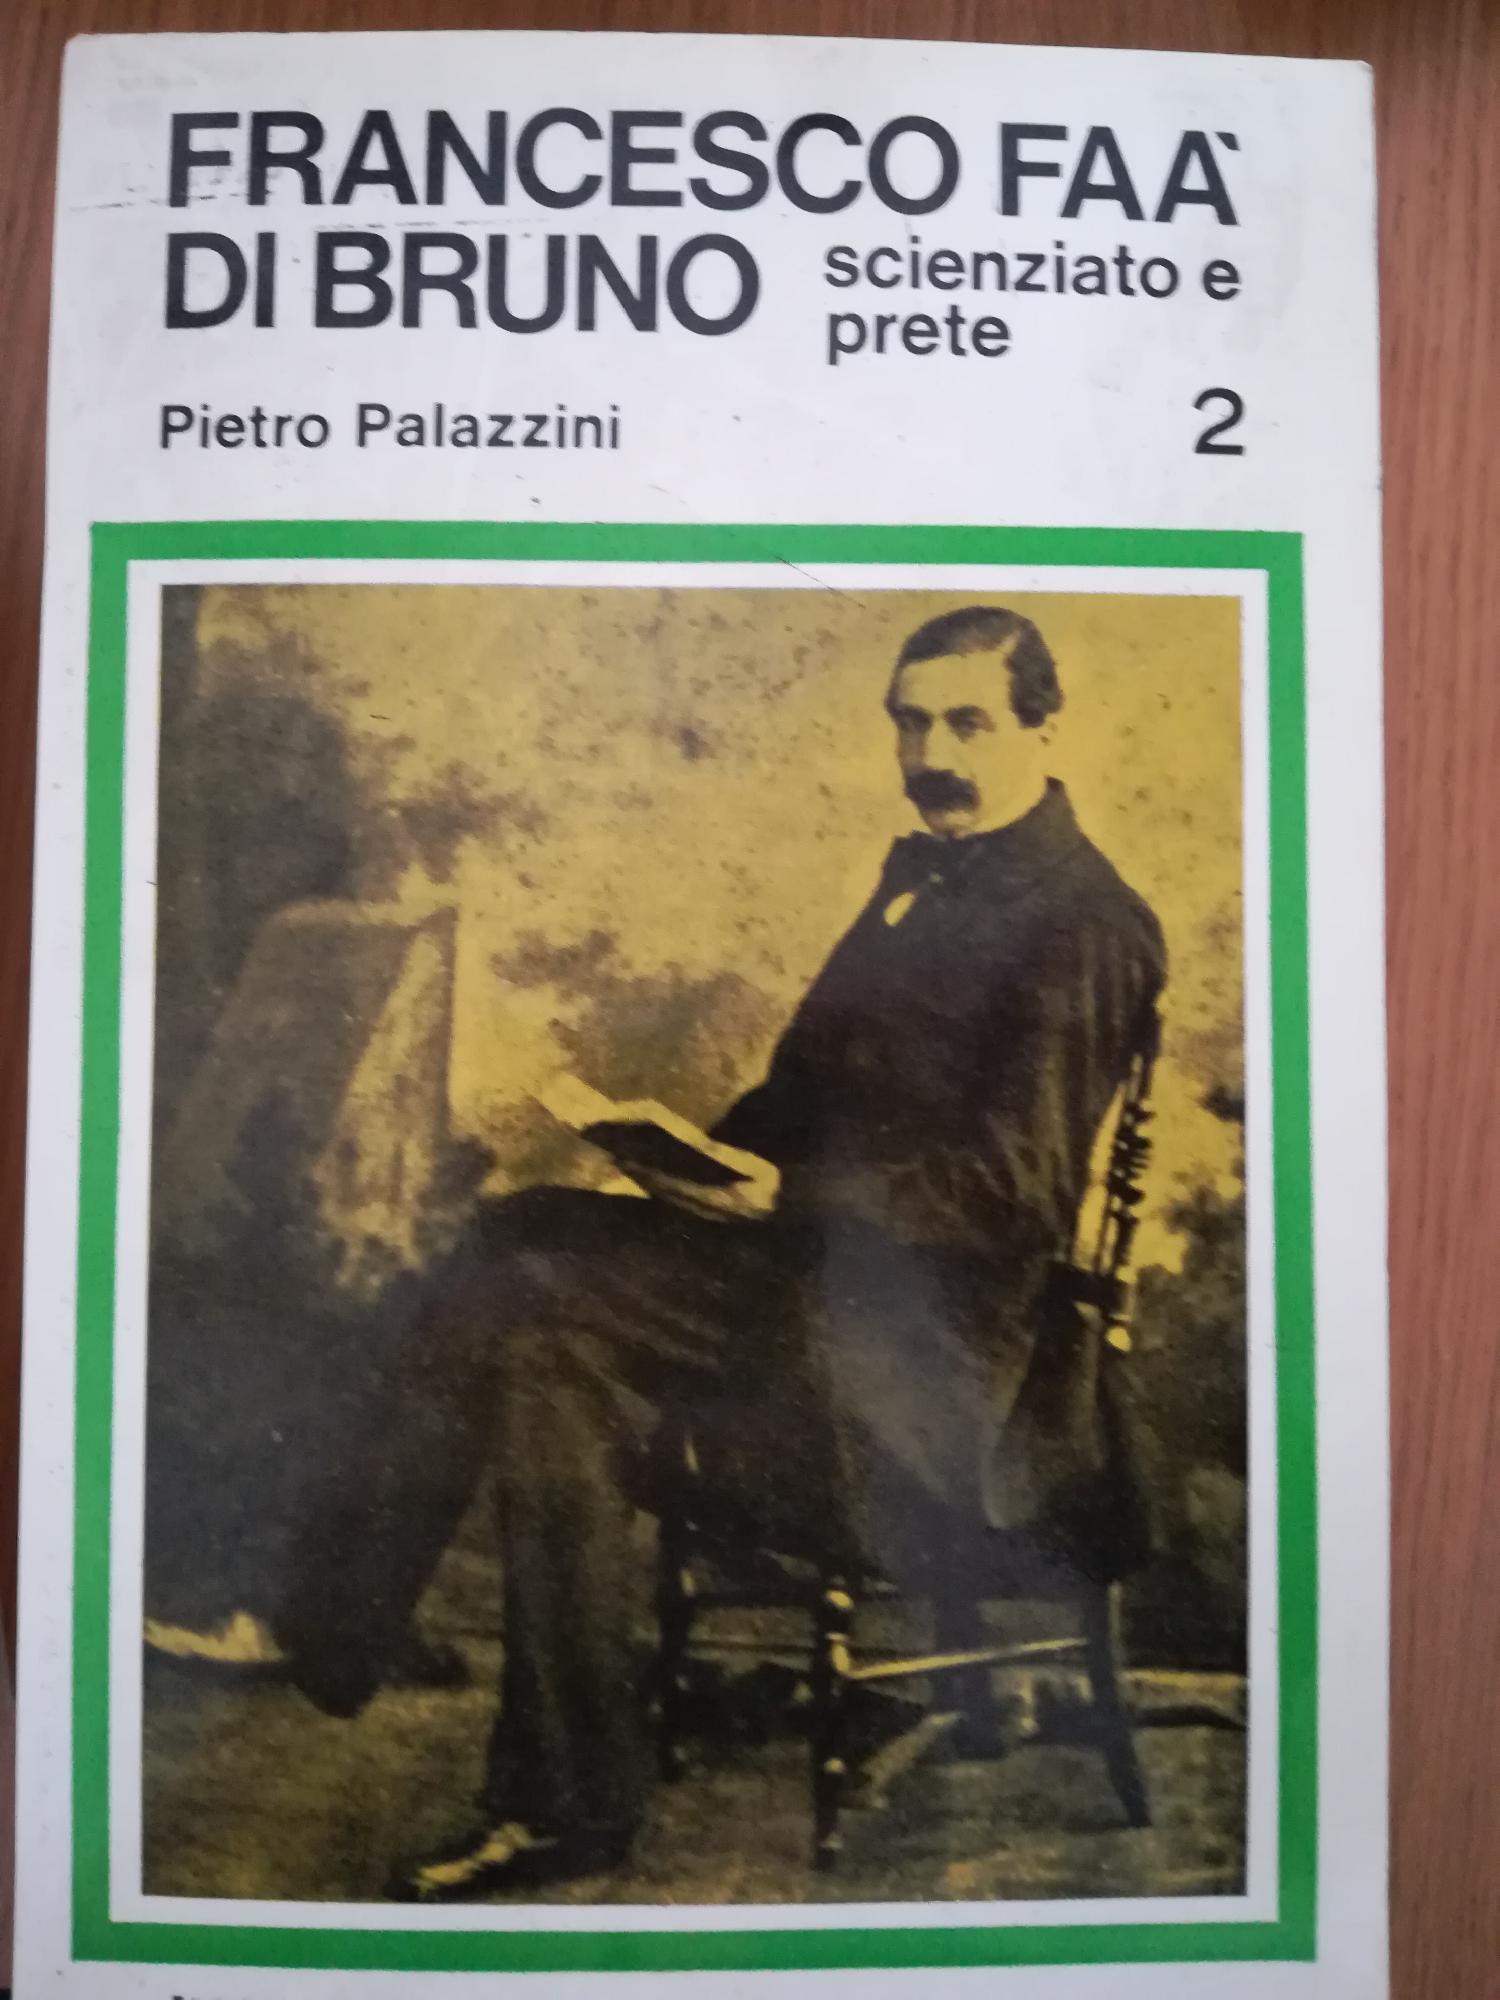 FRANCESCO FAÀ
DI BRUNO scienziato e
prete
Pietro Palazzini 2